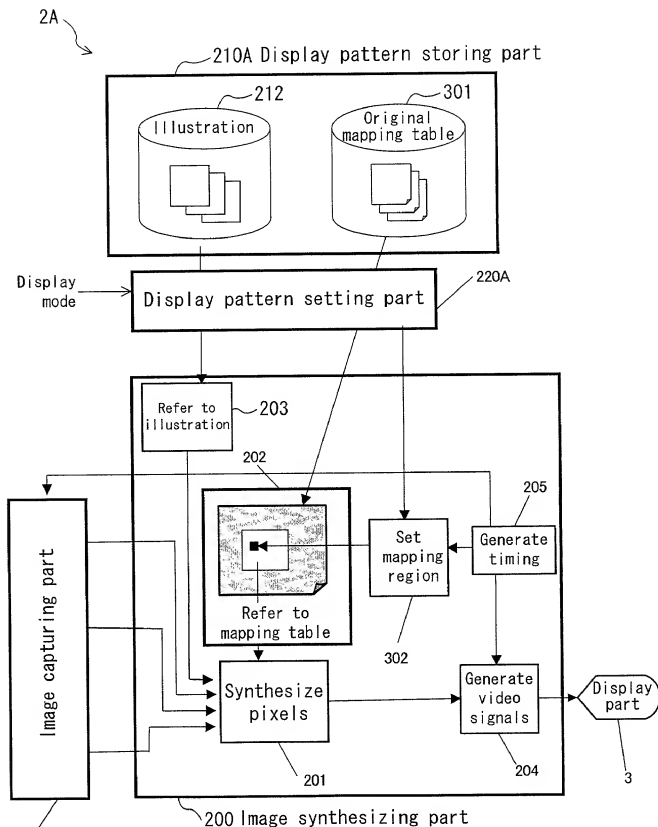 2A
210A Display pattern storing part
212
301
Illustration
Original
mapping table
Display
mode
Display pattern setting part
220A
Refer to
illustration
203
202
205
Image capturing part
Set
mapping
region
Generate
timing
Refer to
mapping table
302
Synthesize
pixels
Generate
video
signals
Display
part
201
204
3
200 Image synthesizing part